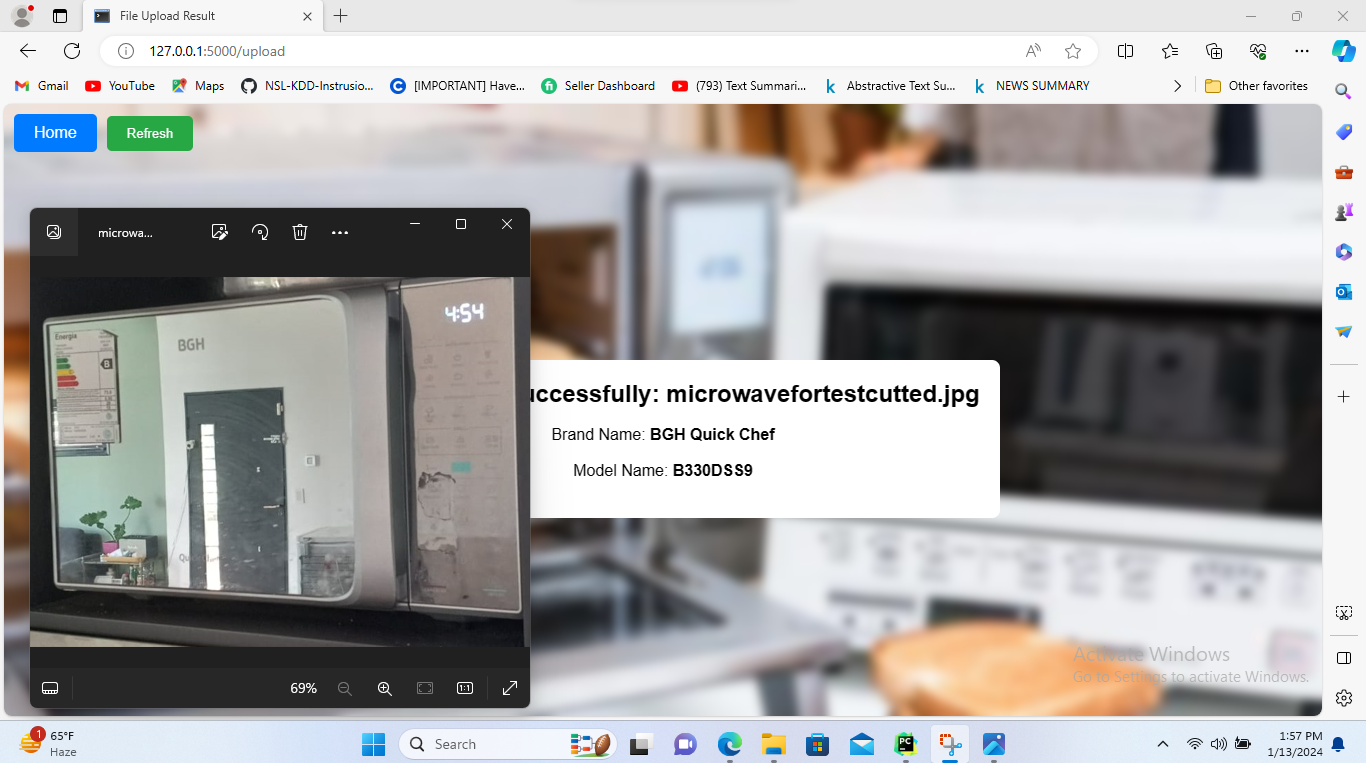 File Upload Result
127.0.0.1:5000/upload
Gmail
YouTube
Maps
NSL-KDD-Instrusio...
[IMPORTANT] Have...
Seller Dashboard
(793) Text Summari...
Abstractive Text Su...
NEWS SUMMARY
Other favorites
Home
Refresh
microwa...
4:54
Energia
B
BGH
uccessfully: microwavefortestcutted.jpg
Brand Name: BGH Quick Chef
Model Name: B330DSS9
69%
1:1
Activate Windows
Go to Settings to activate Windows.
1
65°F
Haze
Search
PC
1:57 PM
1/13/2024